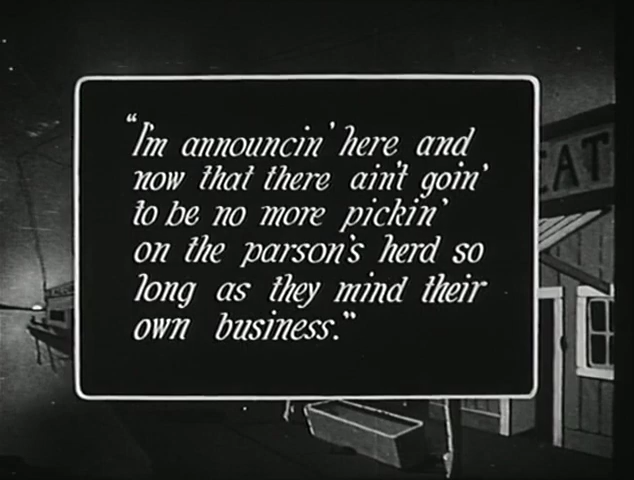 "I'm announcin' here and
now that there ain't goin'
to be no more pickin'
on the parson's herd so
long as they mind their
own business."
EAT